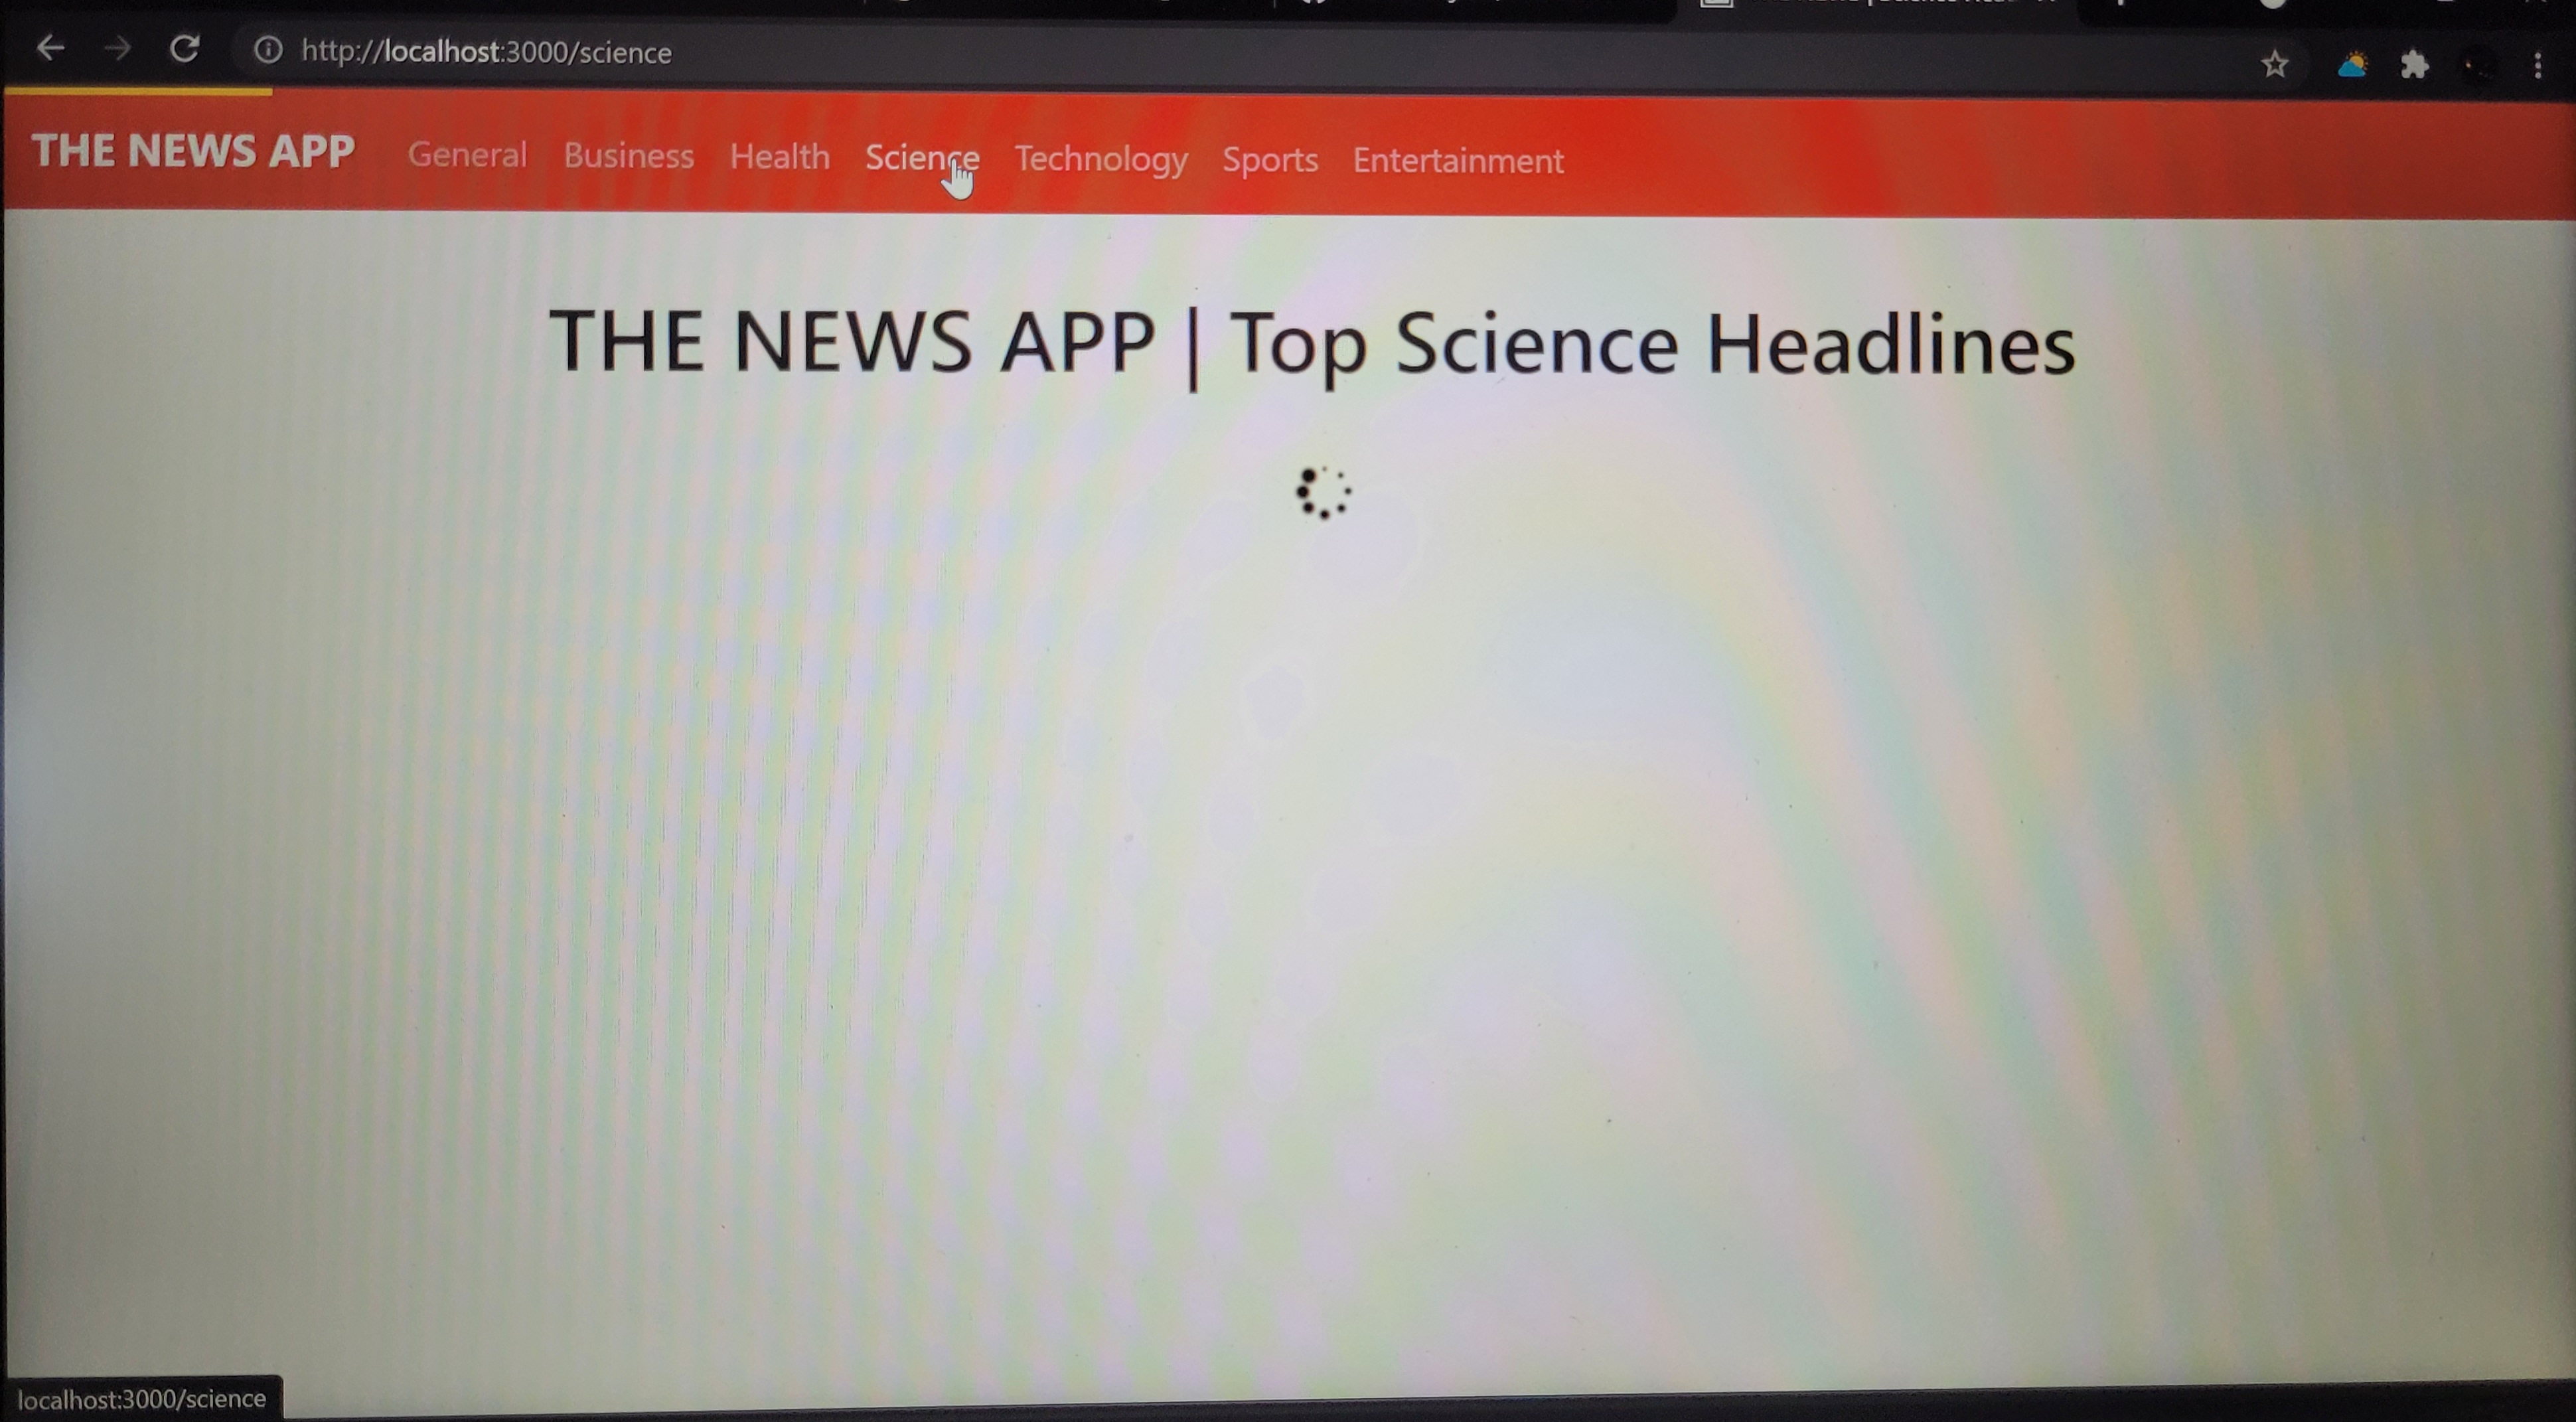 http://localhost:3000/science
THE NEWS APP General Business Health Science Technology Sports Entertainment
THE NEWS APP | Top Science Headlines
localhost:3000/science